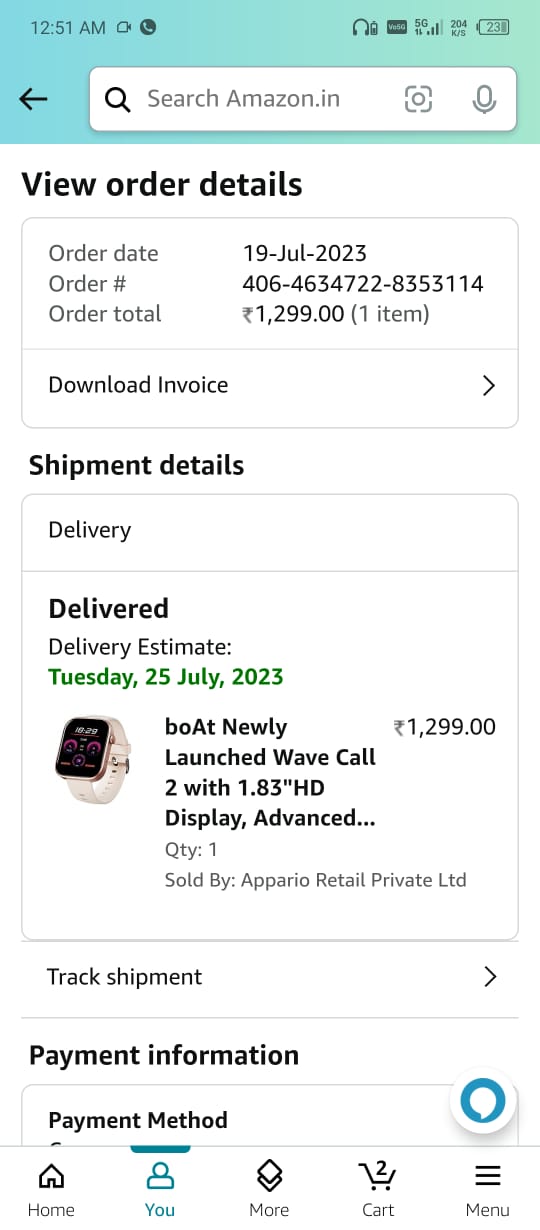 12:51 AM
Vo5G 5G 204 K/S 23
Search Amazon.in
View order details
Order date 19-Jul-2023
Order # 406-4634722-8353114
Order total ₹1,299.00 (1 item)
Download Invoice
Shipment details
Delivery
Delivered
Delivery Estimate:
Tuesday, 25 July, 2023
18:29
boAt Newly ₹1,299.00
Launched Wave Call
2 with 1.83"HD
Display, Advanced...
Qty: 1
Sold By: Appario Retail Private Ltd
Track shipment
Payment information
Payment Method
2
Home You More Cart Menu